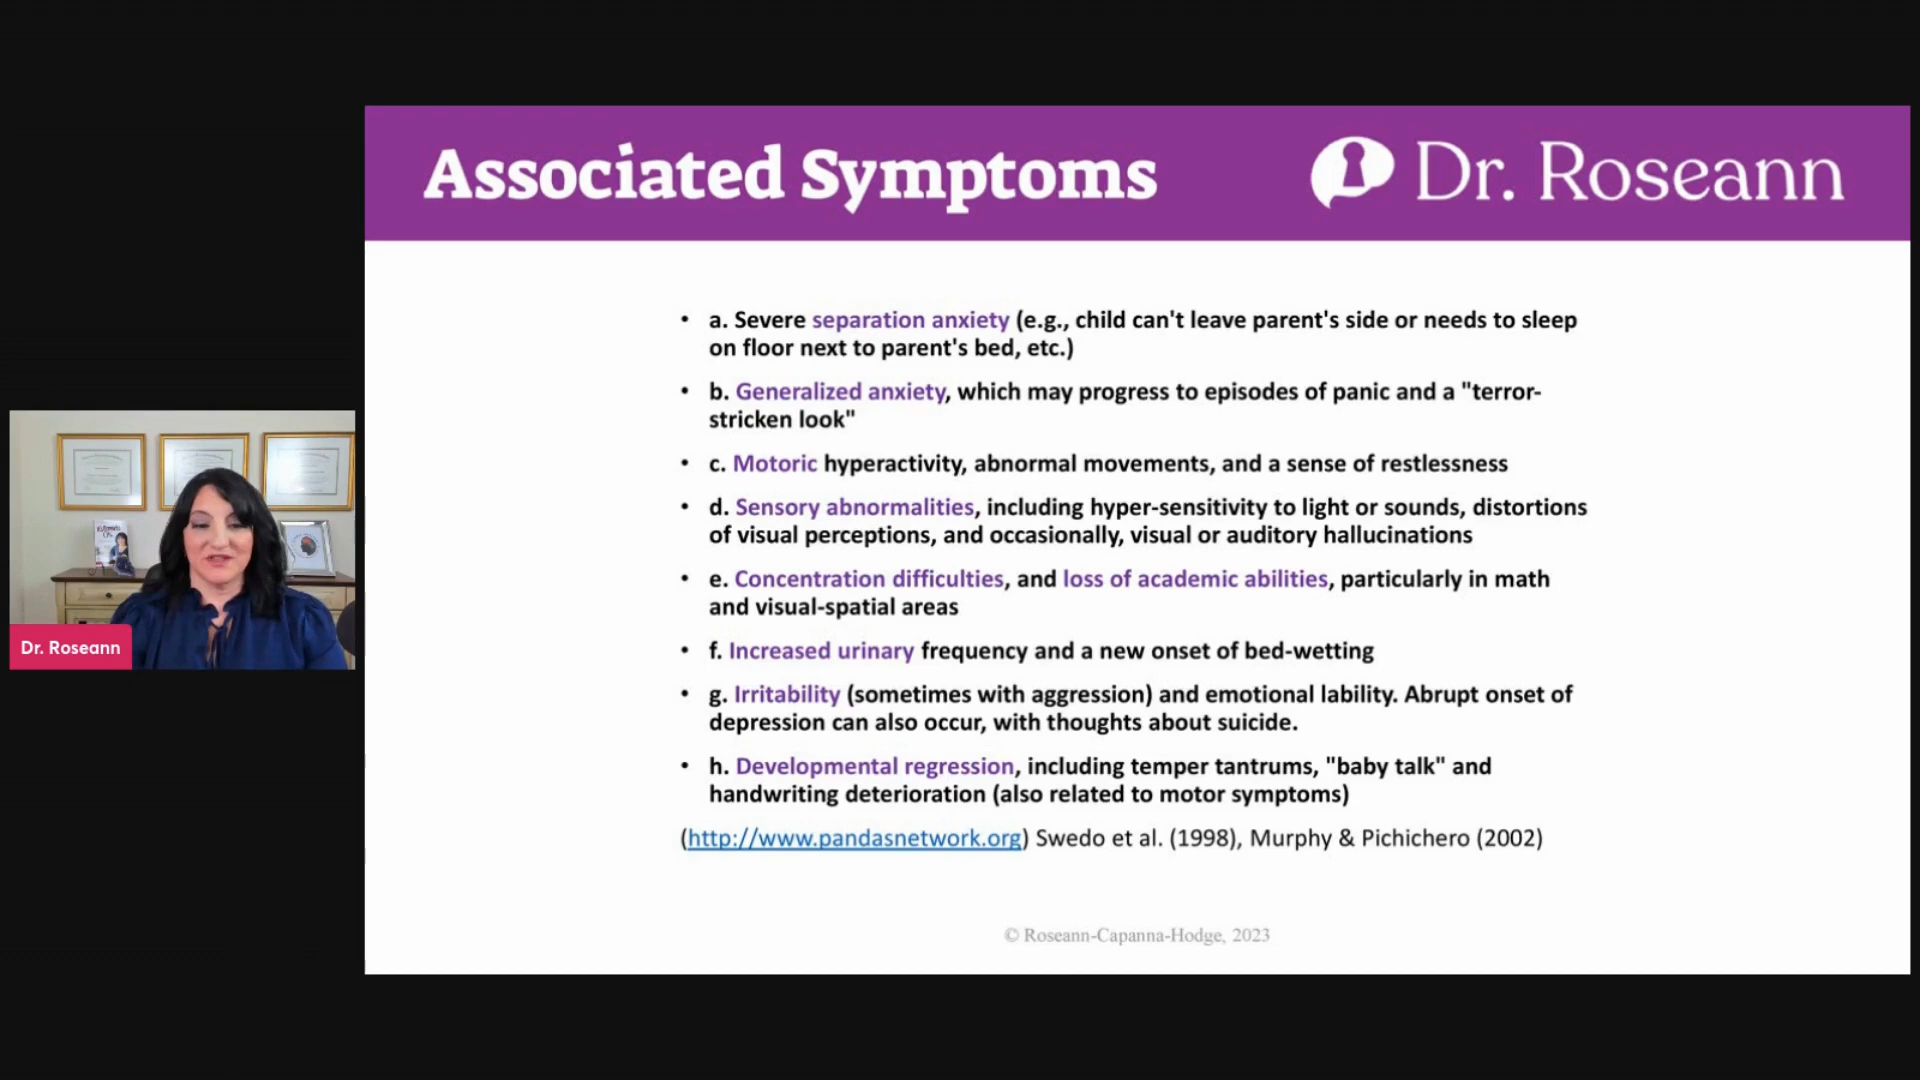 Associated Symptoms
Dr. Roseann
• a. Severe separation anxiety (e.g., child can't leave parent's side or needs to sleep
on floor next to parent's bed, etc.)
• b. Generalized anxiety, which may progress to episodes of panic and a "terror-
stricken look"
• c. Motoric hyperactivity, abnormal movements, and a sense of restlessness
• d. Sensory abnormalities, including hyper-sensitivity to light or sounds, distortions
of visual perceptions, and occasionally, visual or auditory hallucinations
• e. Concentration difficulties, and loss of academic abilities, particularly in math
and visual-spatial areas
• f. Increased urinary frequency and a new onset of bed-wetting
• g. Irritability (sometimes with aggression) and emotional lability. Abrupt onset of
depression can also occur, with thoughts about suicide.
• h. Developmental regression, including temper tantrums, "baby talk" and
handwriting deterioration (also related to motor symptoms)
(http://www.pandasnetwork.org) Swedo et al. (1998), Murphy & Pichichero (2002)
© Roseann-Capanna-Hodge, 2023
Dr. Roseann